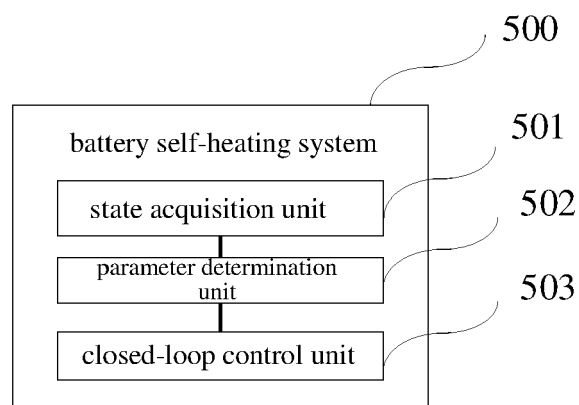 500
battery self-heating system
501
state acquisition unit
502
parameter determination
unit
503
closed-loop control unit